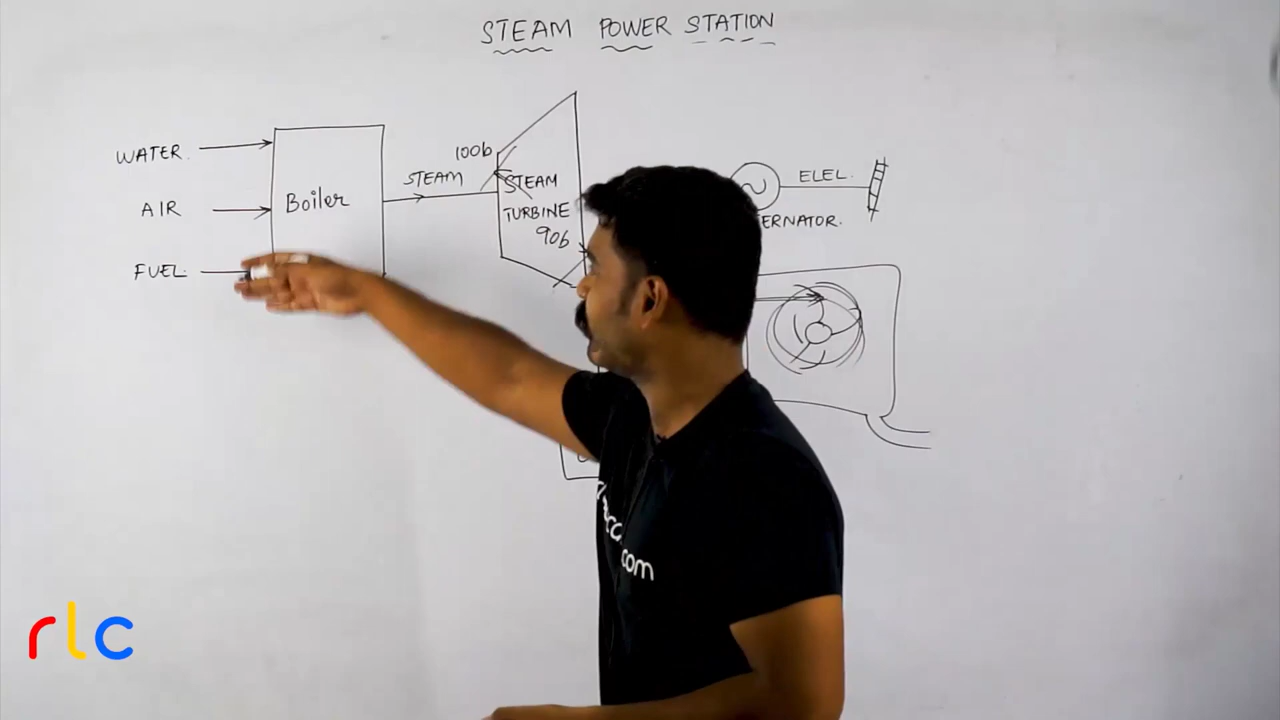 STEAM POWER STATION
WATER.
AIR
FUEL.
Boiler
STEAM
100b
STEAM
TURBINE
90b
ELEL.
ERNATOR.
.com
rlc